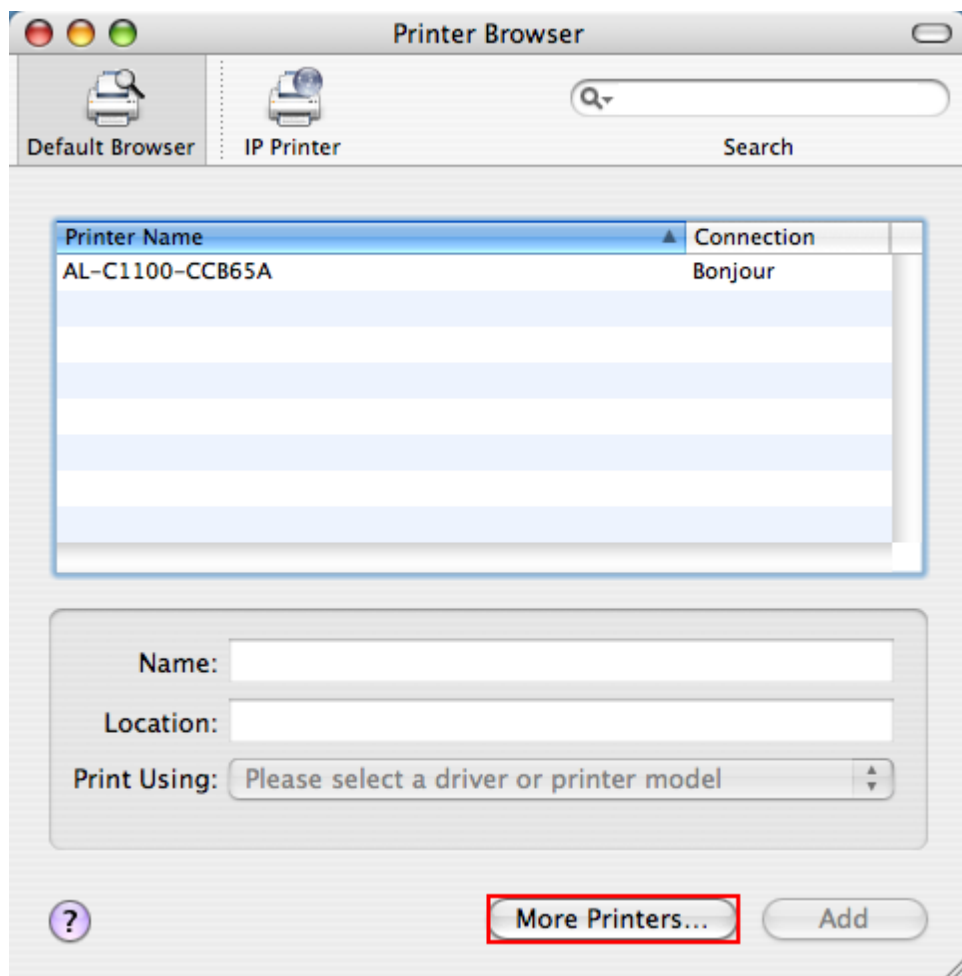 Printer Browser
Default Browser
IP Printer
Search
Printer Name Connection
AL-C1100-CCB65A Bonjour
Name:
Location:
Print Using: Please select a driver or printer model
? More Printers... Add